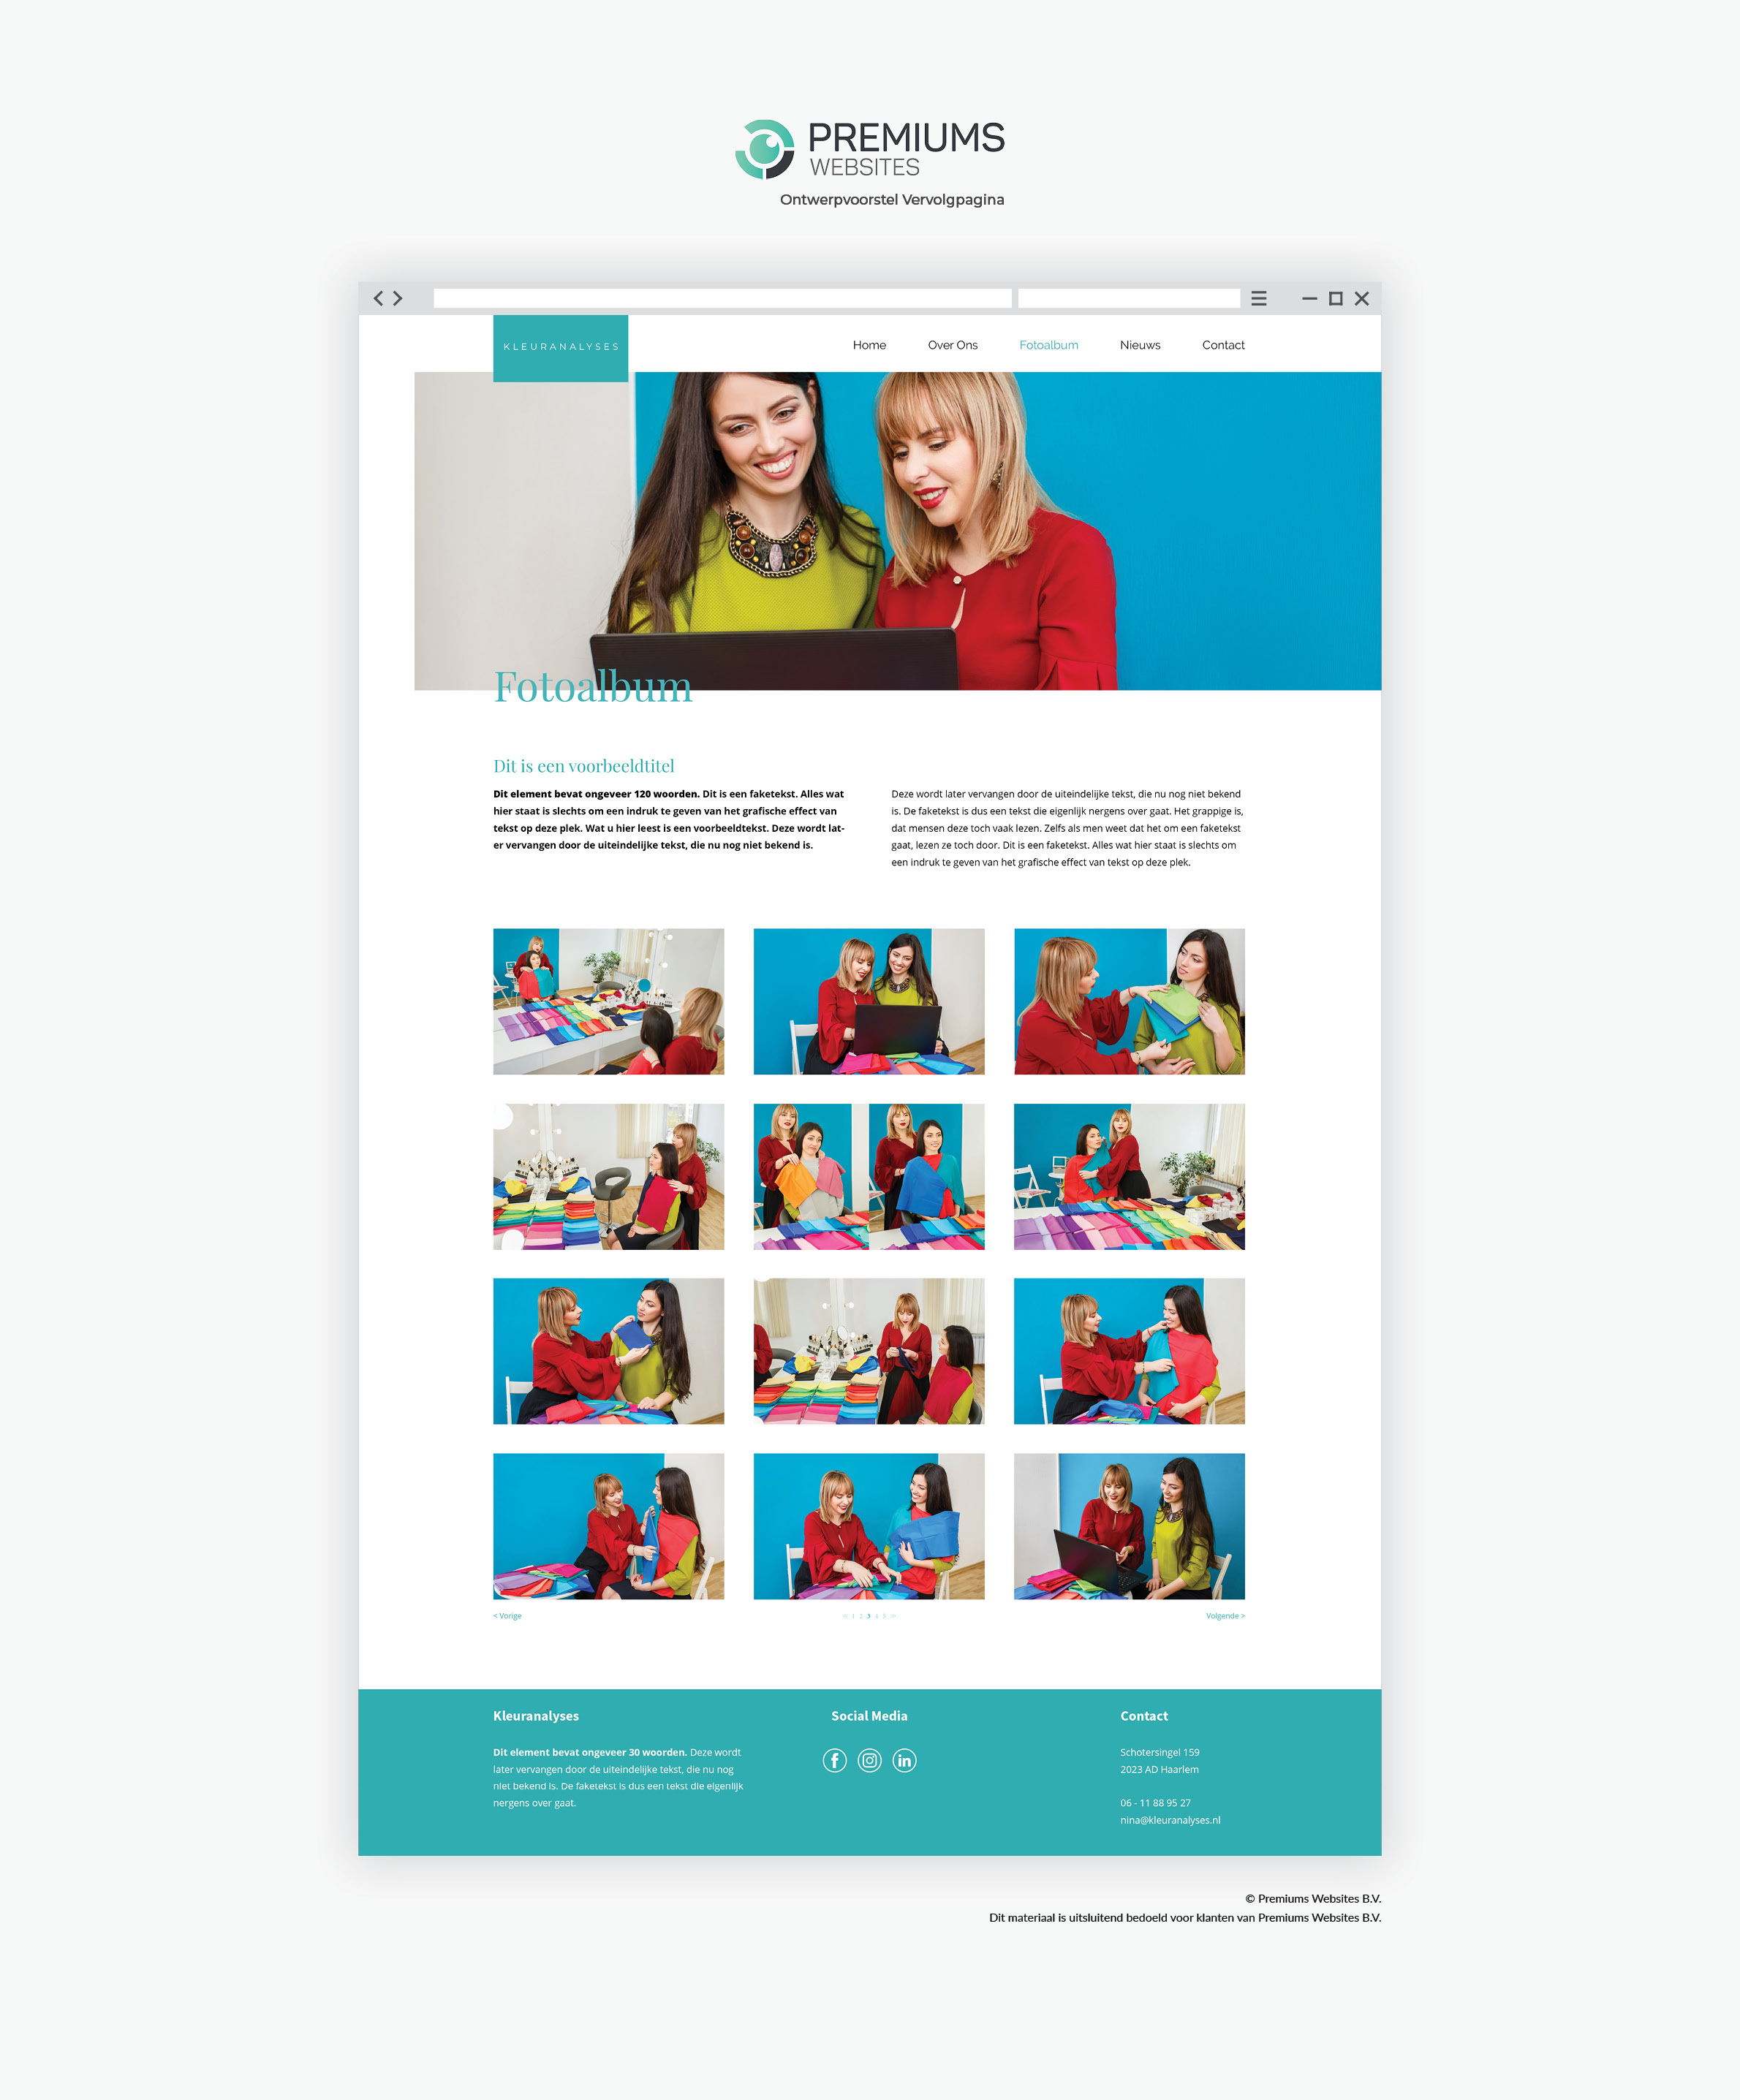 PREMIUMS
WEBSITES
Ontwerpvoorstel Vervolgpagina
KLEURANALYSES
Home
Over Ons
Fotoalbum
Nieuws
Contact
Fotoalbum
Dit is een voorbeeldtitel
Dit element bevat ongeveer 120 woorden. Dit is een faketekst. Alles wat
hier staat is slechts om een indruk te geven van het grafische effect van
tekst op deze plek. Wat u hier leest is een voorbeeldtekst. Deze wordt lat-
er vervangen door de uiteindelijke tekst, die nu nog niet bekend is.
Deze wordt later vervangen door de uiteindelijke tekst, die nu nog niet bekend
is. De faketekst is dus een tekst die eigenlijk nergens over gaat. Het grappige is,
dat mensen deze toch vaak lezen. Zelfs als men weet dat het om een faketekst
gaat, lezen ze toch door. Dit is een faketekst. Alles wat hier staat is slechts om
een indruk te geven van het grafische effect van tekst op deze plek.
< Vorige
<< 1 2 3 4 5 >>
Volgende >
Kleuranalyses
Dit element bevat ongeveer 30 woorden. Deze wordt
later vervangen door de uiteindelijke tekst, die nu nog
niet bekend is. De faketekst is dus een tekst die eigenlijk
nergens over gaat.
Social Media
Contact
Schotersingel 159
2023 AD Haarlem
06 - 11 88 95 27
nina@kleuranalyses.nl
© Premiums Websites B.V.
Dit materiaal is uitsluitend bedoeld voor klanten van Premiums Websites B.V.